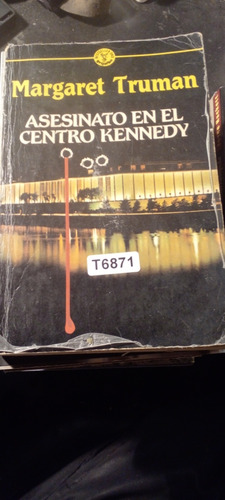 Margaret Truman
ASESINATO EN EL
CENTRO KENNEDY
T6871